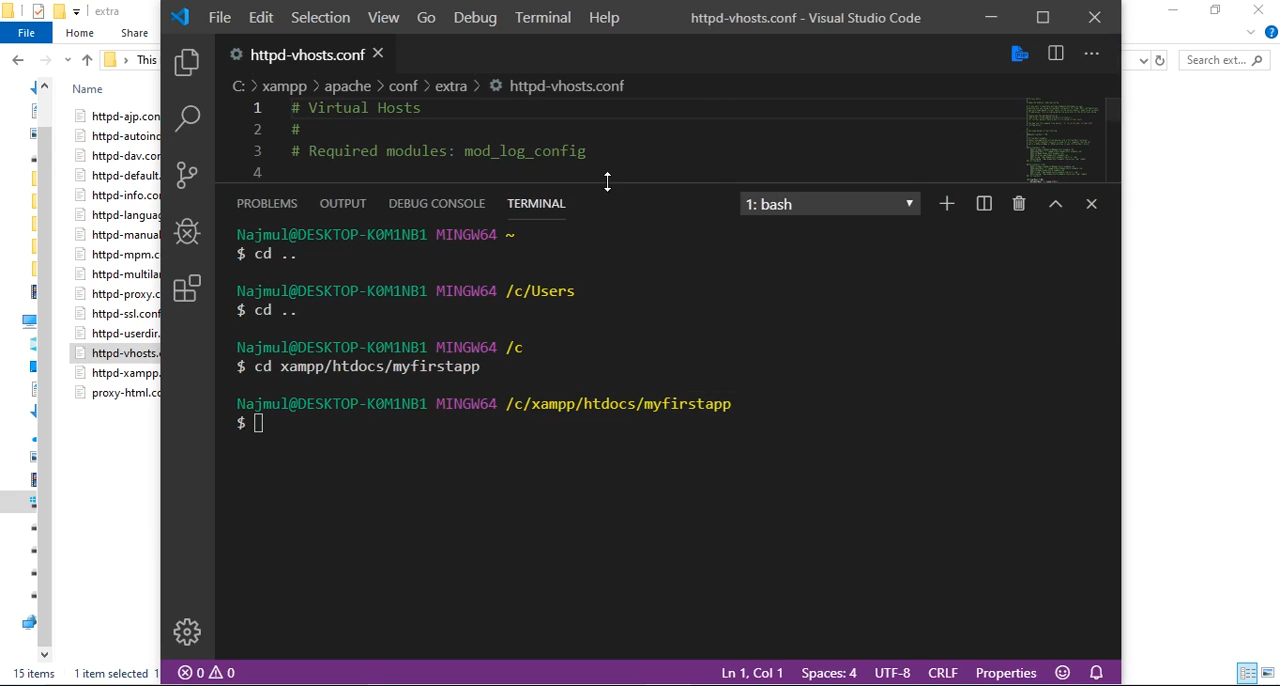 extra
File Home Share
This
Search ext...
Name
httpd-ajp.con
httpd-autoind
httpd-dav.con
httpd-default.
httpd-info.con
httpd-languag
httpd-manual
httpd-mpm.c
httpd-multilan
httpd-proxy.c
httpd-ssl.conf
httpd-userdir.
httpd-vhosts.c
httpd-xampp.
proxy-html.co
15 items 1 item selected 1
File Edit Selection View Go Debug Terminal Help httpd-vhosts.conf - Visual Studio Code
httpd-vhosts.conf
C: > xampp > apache > conf > extra > httpd-vhosts.conf
1 # Virtual Hosts
2 #
3 # Required modules: mod_log_config
4
PROBLEMS OUTPUT DEBUG CONSOLE TERMINAL 1: bash
Najmul@DESKTOP-K0M1NB1 MINGW64 ~
$ cd ..
Najmul@DESKTOP-K0M1NB1 MINGW64 /c/Users
$ cd ..
Najmul@DESKTOP-K0M1NB1 MINGW64 /c
$ cd xampp/htdocs/myfirstapp
Najmul@DESKTOP-K0M1NB1 MINGW64 /c/xampp/htdocs/myfirstapp
$
0 0 Ln 1, Col 1 Spaces: 4 UTF-8 CRLF Properties